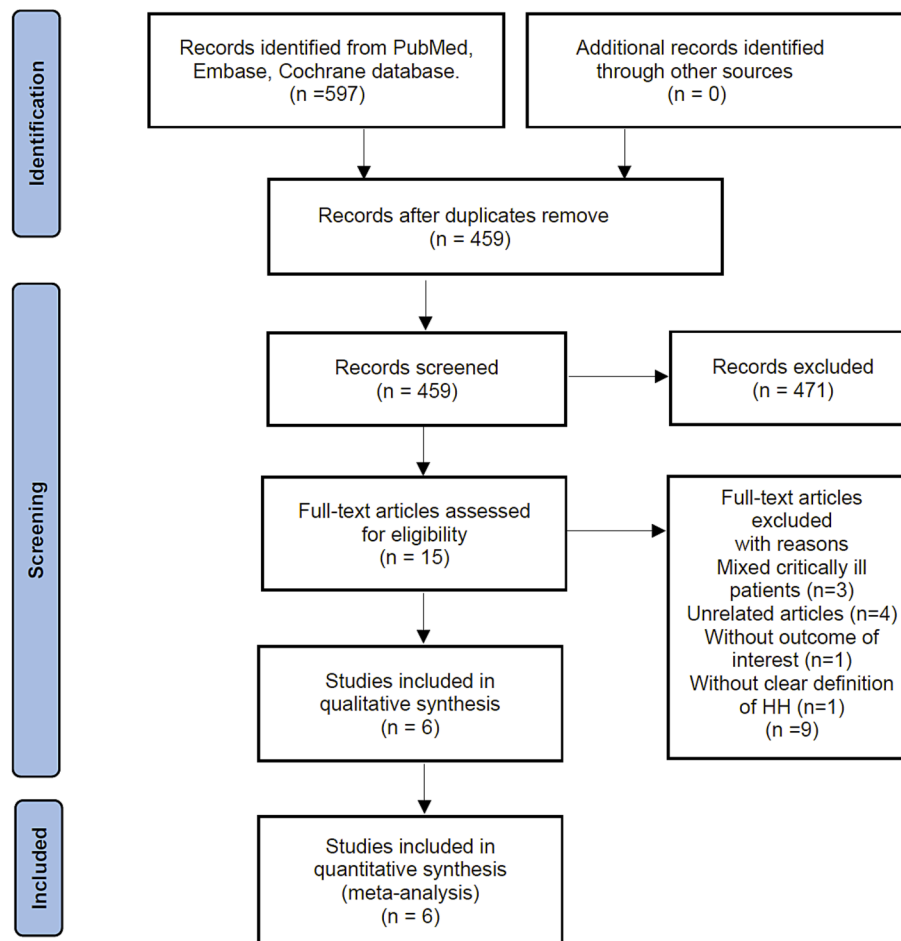 Identification
Records identified from PubMed,
Embase, Cochrane database.
(n =597)
Additional records identified
through other sources
(n = 0)
Records after duplicates remove
(n = 459)
Screening
Records screened
(n = 459)
Records excluded
(n = 471)
Full-text articles assessed
for eligibility
(n = 15)
Full-text articles
excluded
with reasons
Mixed critically ill
patients (n=3)
Unrelated articles (n=4)
Without outcome of
interest (n=1)
Without clear definition
of HH (n=1)
(n =9)
Studies included in
qualitative synthesis
(n = 6)
Included
Studies included in
quantitative synthesis
(meta-analysis)
(n = 6)